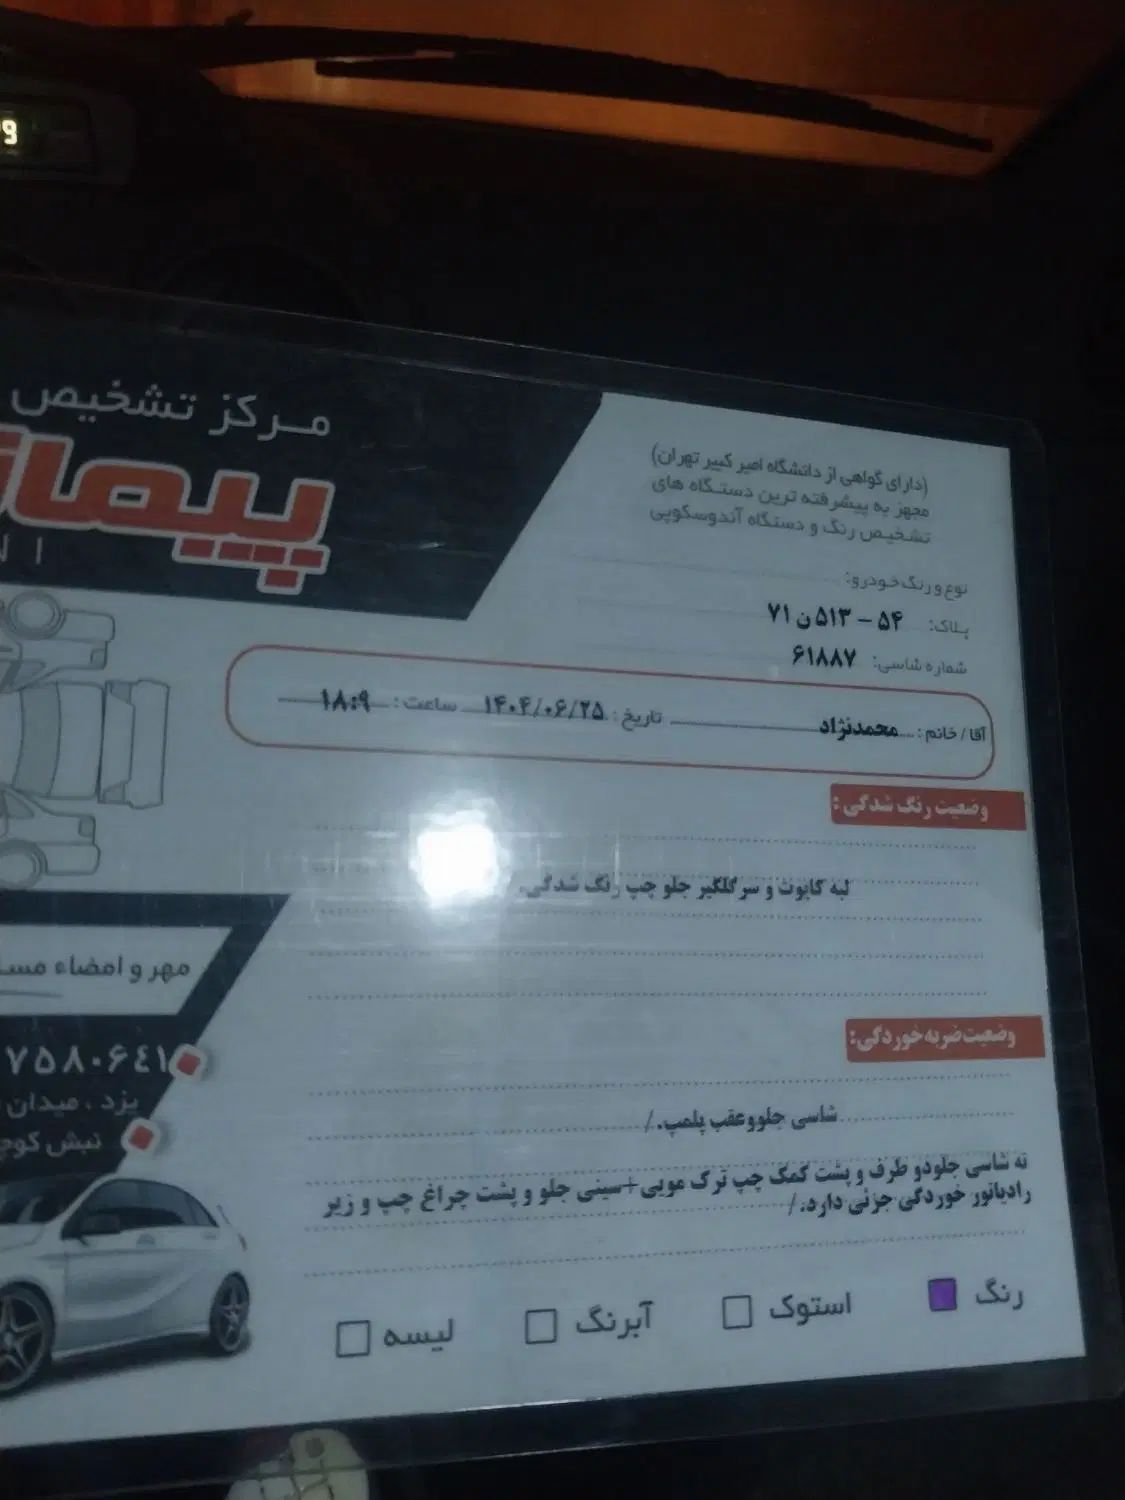 مرکز تشخیص
(دارای گواهی از دانشگاه امیر کبیر تهران)
مجهز به پیشرفته ترین دستگاه های
تشخیص رنگ و دستگاه آندوسکوپی
نوع و رنگ خودرو:
پلاک: ۵۴ – ۵۱۳ ن ۷۱
شماره شاسی: ۶۱۸۸۷
آقا / خانم : محمدنژاد تاریخ : ۱۴۰۴/۰۶/۲۵ ساعت : ۱۸:۹
وضعیت رنگ شدگی :
لبه کاپوت و سرگلگیر جلو چپ رنگ شدگی.
مهر و امضاء
وضعیت ضربه خوردگی:
۷۵۸۰۶٤۱
یزد ، میدان
نبش
شاسی جلو وعقب پلمپ./
ته شاسی جلودو طرف و پشت کمک چپ ترک مویی+سینی جلو و پشت چراغ چپ و زیر
رادیاتور خوردگی جزئی دارد./
رنگ استوک آبرنگ لیسه